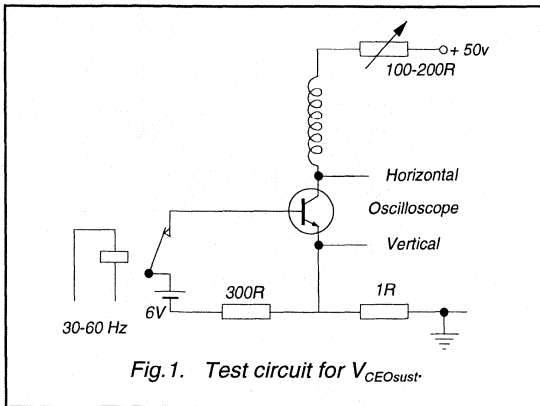 + 50v
100-200R
Horizontal
Oscilloscope
Vertical
300R
1R
6V
30-60 Hz
Fig.1. Test circuit for VCEOsust.